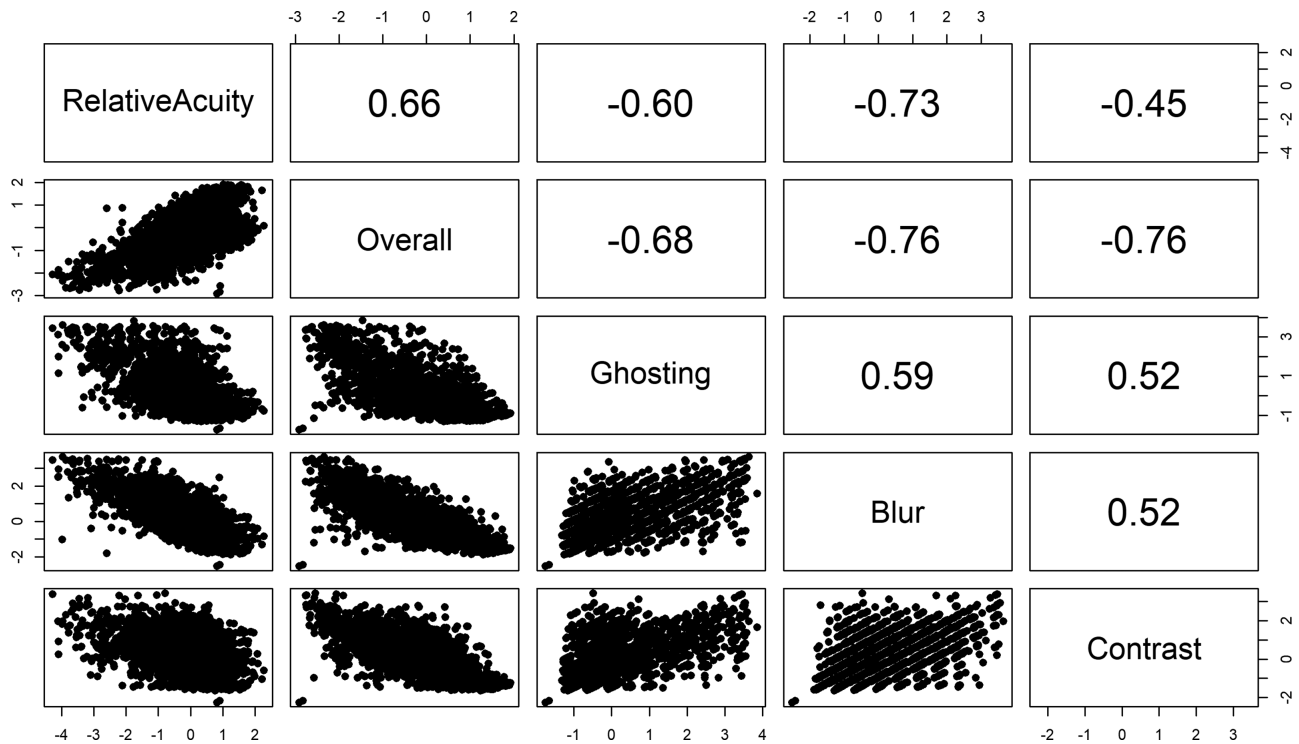 -3 -2 -1 0 1 2 -2 -1 0 1 2 3
RelativeAcuity 0.66 -0.60 -0.73 -0.45 -4 -2 0 2
-3 -1 1 2 Overall -0.68 -0.76 -0.76
Ghosting 0.59 0.52 -1 1 3
-2 0 2 Blur 0.52
Contrast -2 0 2
-4 -3 -2 -1 0 1 2 -1 0 1 2 3 4 -2 -1 0 1 2 3